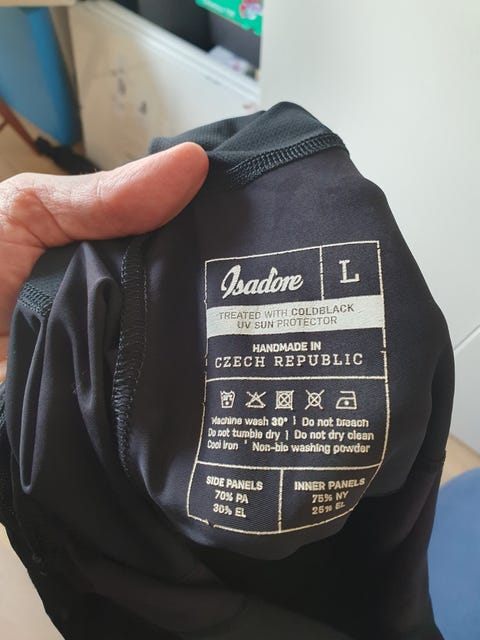 Isadore
L
TREATED WITH COLDBLACK
UV SUN PROTECTOR
HANDMADE IN
CZECH REPUBLIC
Machine wash 30° | Do not bleach
Do not tumble dry | Do not dry clean
Cool iron | Non-bio washing powder
SIDE PANELS
70% PA
30% EL
INNER PANELS
75% NY
25% EL